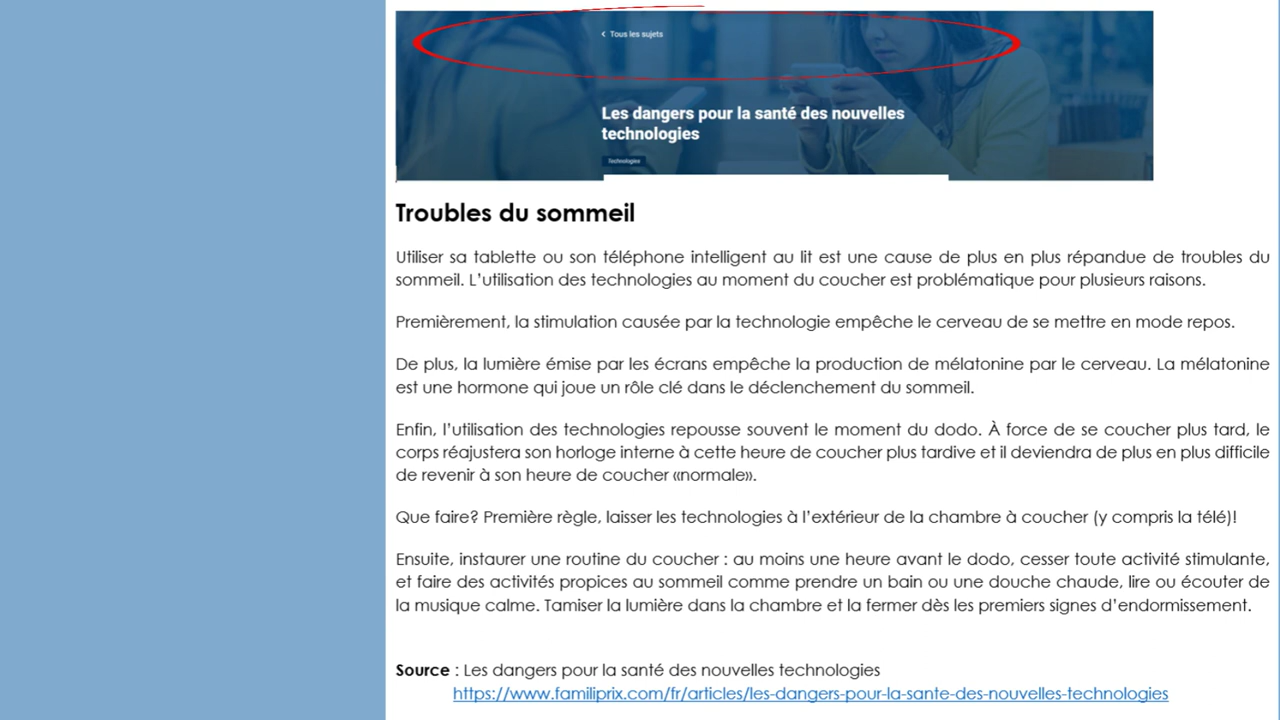 < Tous les sujets
Les dangers pour la santé des nouvelles
technologies
Technologies
Troubles du sommeil
Utiliser sa tablette ou son téléphone intelligent au lit est une cause de plus en plus répandue de troubles du
sommeil. L'utilisation des technologies au moment du coucher est problématique pour plusieurs raisons.
Premièrement, la stimulation causée par la technologie empêche le cerveau de se mettre en mode repos.
De plus, la lumière émise par les écrans empêche la production de mélatonine par le cerveau. La mélatonine
est une hormone qui joue un rôle clé dans le déclenchement du sommeil.
Enfin, l'utilisation des technologies repousse souvent le moment du dodo. À force de se coucher plus tard, le
corps réajustera son horloge interne à cette heure de coucher plus tardive et il deviendra de plus en plus difficile
de revenir à son heure de coucher «normale».
Que faire? Première règle, laisser les technologies à l'extérieur de la chambre à coucher (y compris la télé)!
Ensuite, instaurer une routine du coucher : au moins une heure avant le dodo, cesser toute activité stimulante,
et faire des activités propices au sommeil comme prendre un bain ou une douche chaude, lire ou écouter de
la musique calme. Tamiser la lumière dans la chambre et la fermer dès les premiers signes d'endormissement.
Source : Les dangers pour la santé des nouvelles technologies
https://www.familiprix.com/fr/articles/les-dangers-pour-la-sante-des-nouvelles-technologies